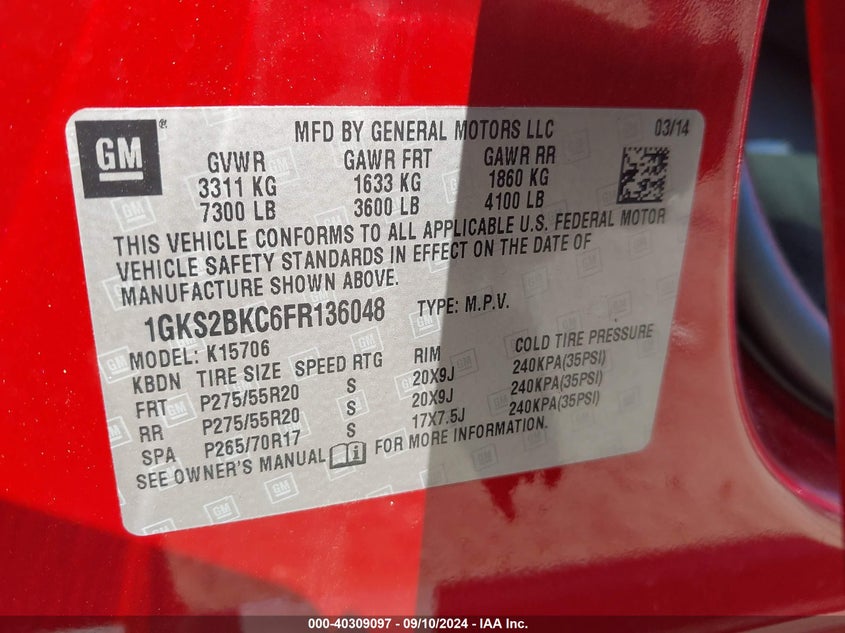 GM ® MFD BY GENERAL MOTORS LLC 03/14
GVWR GAWR FRT GAWR RR
3311 KG 1633 KG 1860 KG
7300 LB 3600 LB 4100 LB
THIS VEHICLE CONFORMS TO ALL APPLICABLE U.S. FEDERAL MOTOR
VEHICLE SAFETY STANDARDS IN EFFECT ON THE DATE OF
MANUFACTURE SHOWN ABOVE.
1GKS2BKC6FR136048 TYPE: M.P.V.
MODEL: K15706
KBDN TIRE SIZE SPEED RTG RIM COLD TIRE PRESSURE
FRT P275/55R20 S 20X9J 240KPA(35PSI)
RR P275/55R20 S 20X9J 240KPA(35PSI)
SPA P265/70R17 S 17X7.5J 240KPA(35PSI)
SEE OWNER'S MANUAL FOR MORE INFORMATION.
000-40309097 - 09/10/2024 - IAA Inc.